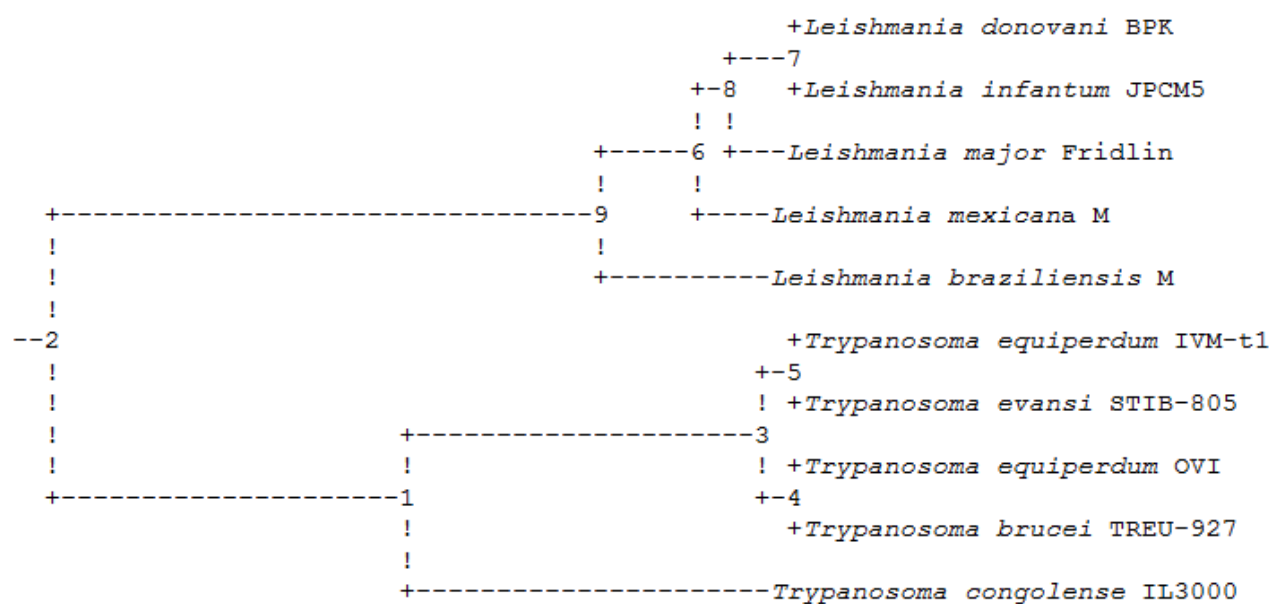 +Leishmania donovani BPK
+---7
+-8 +Leishmania infantum JPCM5
! !
+-----6 +---Leishmania major Fridlin
! !
+---------------------------------9 +----Leishmania mexicana M
! !
! +----------Leishmania braziliensis M
!
--2 +Trypanosoma equiperdum IVM-t1
! +-5
! ! +Trypanosoma evansi STIB-805
! +---------------------3
! ! ! +Trypanosoma equiperdum OVI
+---------------------1 +-4
! +Trypanosoma brucei TREU-927
!
+----------------------Trypanosoma congolense IL3000